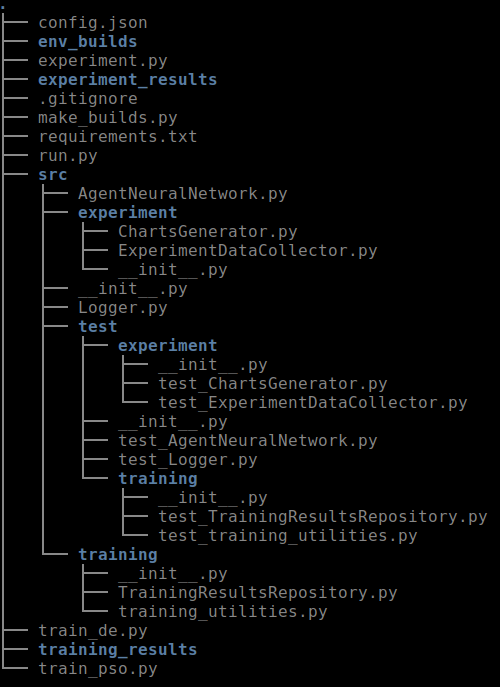 .
├── config.json
├── env_builds
├── experiment.py
├── experiment_results
├── .gitignore
├── make_builds.py
├── requirements.txt
├── run.py
├── src
│   ├── AgentNeuralNetwork.py
│   ├── experiment
│   │   ├── ChartsGenerator.py
│   │   ├── ExperimentDataCollector.py
│   │   └── __init__.py
│   ├── __init__.py
│   ├── Logger.py
│   ├── test
│   │   ├── experiment
│   │   │   ├── __init__.py
│   │   │   ├── test_ChartsGenerator.py
│   │   │   └── test_ExperimentDataCollector.py
│   │   ├── __init__.py
│   │   ├── test_AgentNeuralNetwork.py
│   │   ├── test_Logger.py
│   │   └── training
│   │       ├── __init__.py
│   │       ├── test_TrainingResultsRepository.py
│   │       └── test_training_utilities.py
│   └── training
│       ├── __init__.py
│       ├── TrainingResultsRepository.py
│       └── training_utilities.py
├── train_de.py
├── training_results
└── train_pso.py